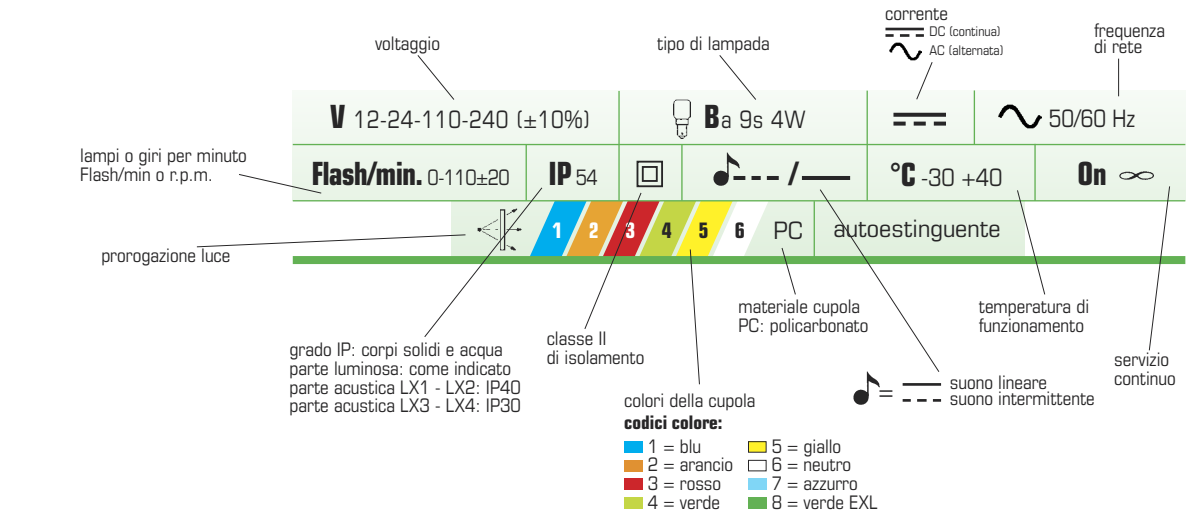 corrente
DC (continua)
AC (alternata)
voltaggio
tipo di lampada
frequenza
di rete
V 12-24-110-240 (±10%)
Ba 9s 4W
50/60 Hz
lampi o giri per minuto
Flash/min o r.p.m.
Flash/min. 0-110±20
IP 54
/
°C -30 +40
On ∞
prorogazione luce
1 2 3 4 5 6 PC
autoestinguente
materiale cupola
PC: policarbonato
temperatura di
funzionamento
grado IP: corpi solidi e acqua
parte luminosa: come indicato
parte acustica LX1 - LX2: IP40
parte acustica LX3 - LX4: IP30
classe II
di isolamento
servizio
continuo
= suono lineare
suono intermittente
colori della cupola
codici colore:
1 = blu
2 = arancio
3 = rosso
4 = verde
5 = giallo
6 = neutro
7 = azzurro
8 = verde EXL